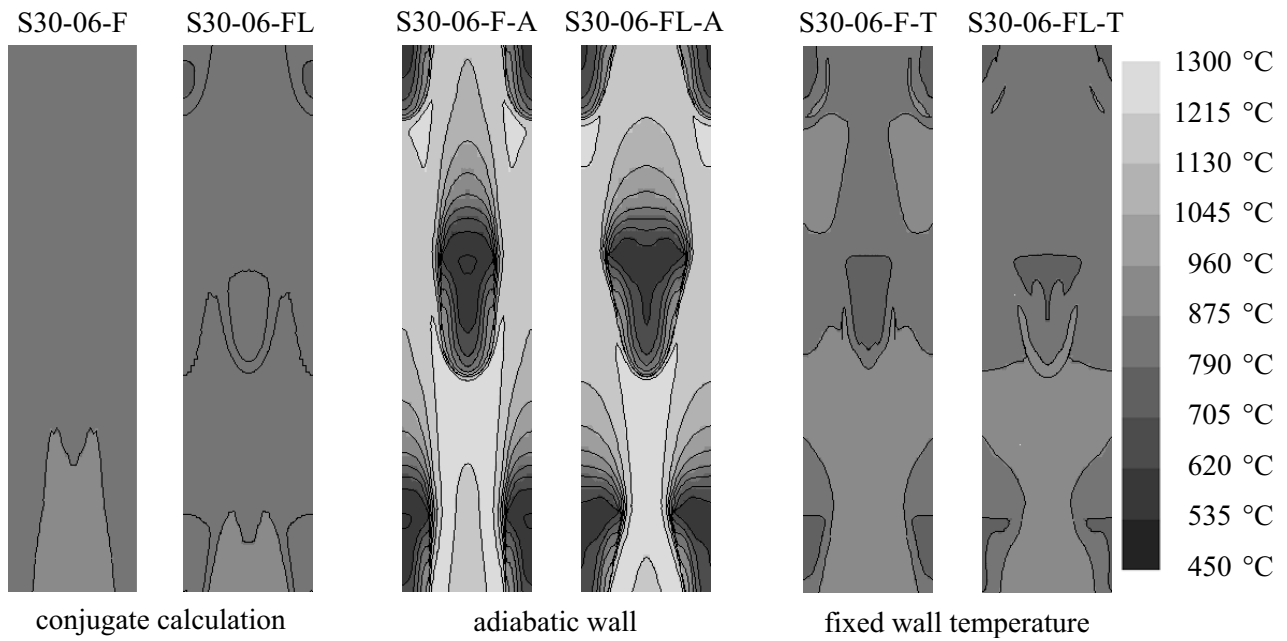 S30-06-F
S30-06-FL
S30-06-F-A
S30-06-FL-A
S30-06-F-T
S30-06-FL-T
1300 °C
1215 °C
1130 °C
1045 °C
960 °C
875 °C
790 °C
705 °C
620 °C
535 °C
450 °C
conjugate calculation
adiabatic wall
fixed wall temperature